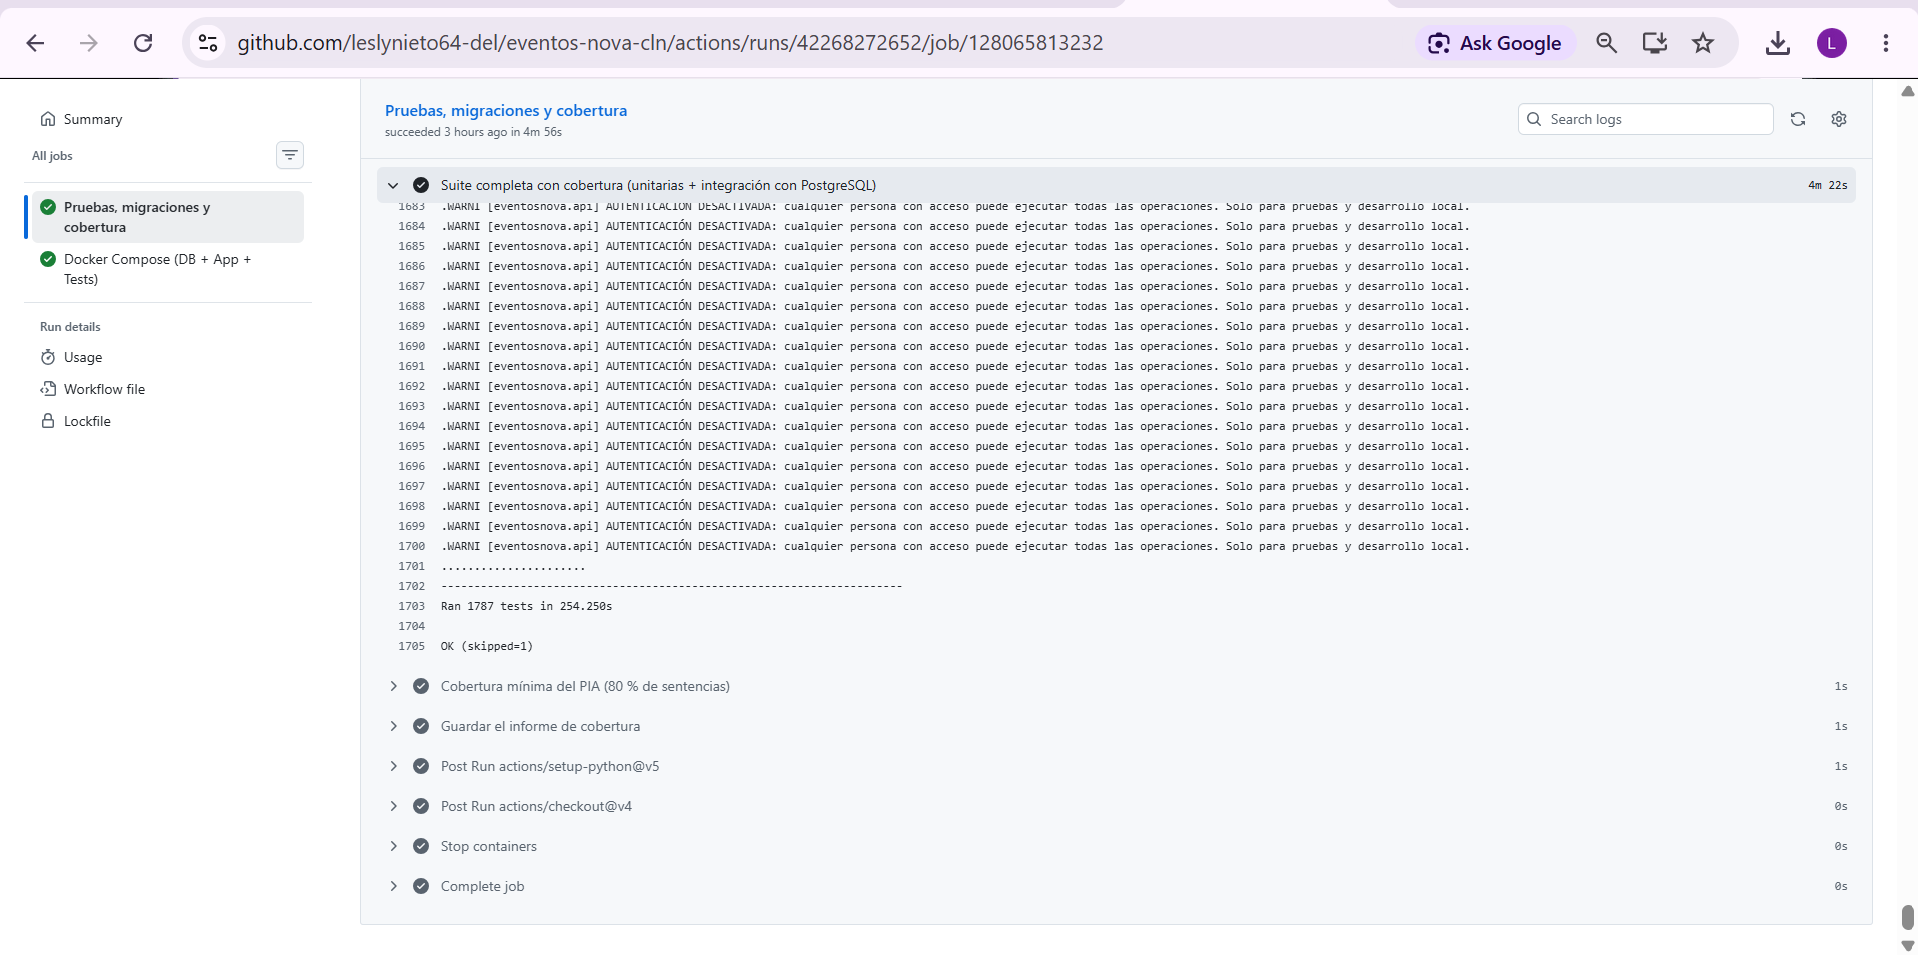 github.com/leslynieto64-del/eventos-nova-cln/actions/runs/42268272652/job/128065813232
Ask Google
L
Summary
All jobs
Pruebas, migraciones y
cobertura
Docker Compose (DB + App +
Tests)
Run details
Usage
Workflow file
Lockfile
Pruebas, migraciones y cobertura
succeeded 3 hours ago in 4m 56s
Search logs
Suite completa con cobertura (unitarias + integración con PostgreSQL) 4m 22s
1683 .WARNI [eventosnova.api] AUTENTICACIÓN DESACTIVADA: cualquier persona con acceso puede ejecutar todas las operaciones. Solo para pruebas y desarrollo local.
1684 .WARNI [eventosnova.api] AUTENTICACIÓN DESACTIVADA: cualquier persona con acceso puede ejecutar todas las operaciones. Solo para pruebas y desarrollo local.
1685 .WARNI [eventosnova.api] AUTENTICACIÓN DESACTIVADA: cualquier persona con acceso puede ejecutar todas las operaciones. Solo para pruebas y desarrollo local.
1686 .WARNI [eventosnova.api] AUTENTICACIÓN DESACTIVADA: cualquier persona con acceso puede ejecutar todas las operaciones. Solo para pruebas y desarrollo local.
1687 .WARNI [eventosnova.api] AUTENTICACIÓN DESACTIVADA: cualquier persona con acceso puede ejecutar todas las operaciones. Solo para pruebas y desarrollo local.
1688 .WARNI [eventosnova.api] AUTENTICACIÓN DESACTIVADA: cualquier persona con acceso puede ejecutar todas las operaciones. Solo para pruebas y desarrollo local.
1689 .WARNI [eventosnova.api] AUTENTICACIÓN DESACTIVADA: cualquier persona con acceso puede ejecutar todas las operaciones. Solo para pruebas y desarrollo local.
1690 .WARNI [eventosnova.api] AUTENTICACIÓN DESACTIVADA: cualquier persona con acceso puede ejecutar todas las operaciones. Solo para pruebas y desarrollo local.
1691 .WARNI [eventosnova.api] AUTENTICACIÓN DESACTIVADA: cualquier persona con acceso puede ejecutar todas las operaciones. Solo para pruebas y desarrollo local.
1692 .WARNI [eventosnova.api] AUTENTICACIÓN DESACTIVADA: cualquier persona con acceso puede ejecutar todas las operaciones. Solo para pruebas y desarrollo local.
1693 .WARNI [eventosnova.api] AUTENTICACIÓN DESACTIVADA: cualquier persona con acceso puede ejecutar todas las operaciones. Solo para pruebas y desarrollo local.
1694 .WARNI [eventosnova.api] AUTENTICACIÓN DESACTIVADA: cualquier persona con acceso puede ejecutar todas las operaciones. Solo para pruebas y desarrollo local.
1695 .WARNI [eventosnova.api] AUTENTICACIÓN DESACTIVADA: cualquier persona con acceso puede ejecutar todas las operaciones. Solo para pruebas y desarrollo local.
1696 .WARNI [eventosnova.api] AUTENTICACIÓN DESACTIVADA: cualquier persona con acceso puede ejecutar todas las operaciones. Solo para pruebas y desarrollo local.
1697 .WARNI [eventosnova.api] AUTENTICACIÓN DESACTIVADA: cualquier persona con acceso puede ejecutar todas las operaciones. Solo para pruebas y desarrollo local.
1698 .WARNI [eventosnova.api] AUTENTICACIÓN DESACTIVADA: cualquier persona con acceso puede ejecutar todas las operaciones. Solo para pruebas y desarrollo local.
1699 .WARNI [eventosnova.api] AUTENTICACIÓN DESACTIVADA: cualquier persona con acceso puede ejecutar todas las operaciones. Solo para pruebas y desarrollo local.
1700 .WARNI [eventosnova.api] AUTENTICACIÓN DESACTIVADA: cualquier persona con acceso puede ejecutar todas las operaciones. Solo para pruebas y desarrollo local.
1701 ......................
1702 ----------------------------------------------------------------------
1703 Ran 1787 tests in 254.250s
1704
1705 OK (skipped=1)
Cobertura mínima del PIA (80 % de sentencias) 1s
Guardar el informe de cobertura 1s
Post Run actions/setup-python@v5 1s
Post Run actions/checkout@v4 0s
Stop containers 0s
Complete job 0s